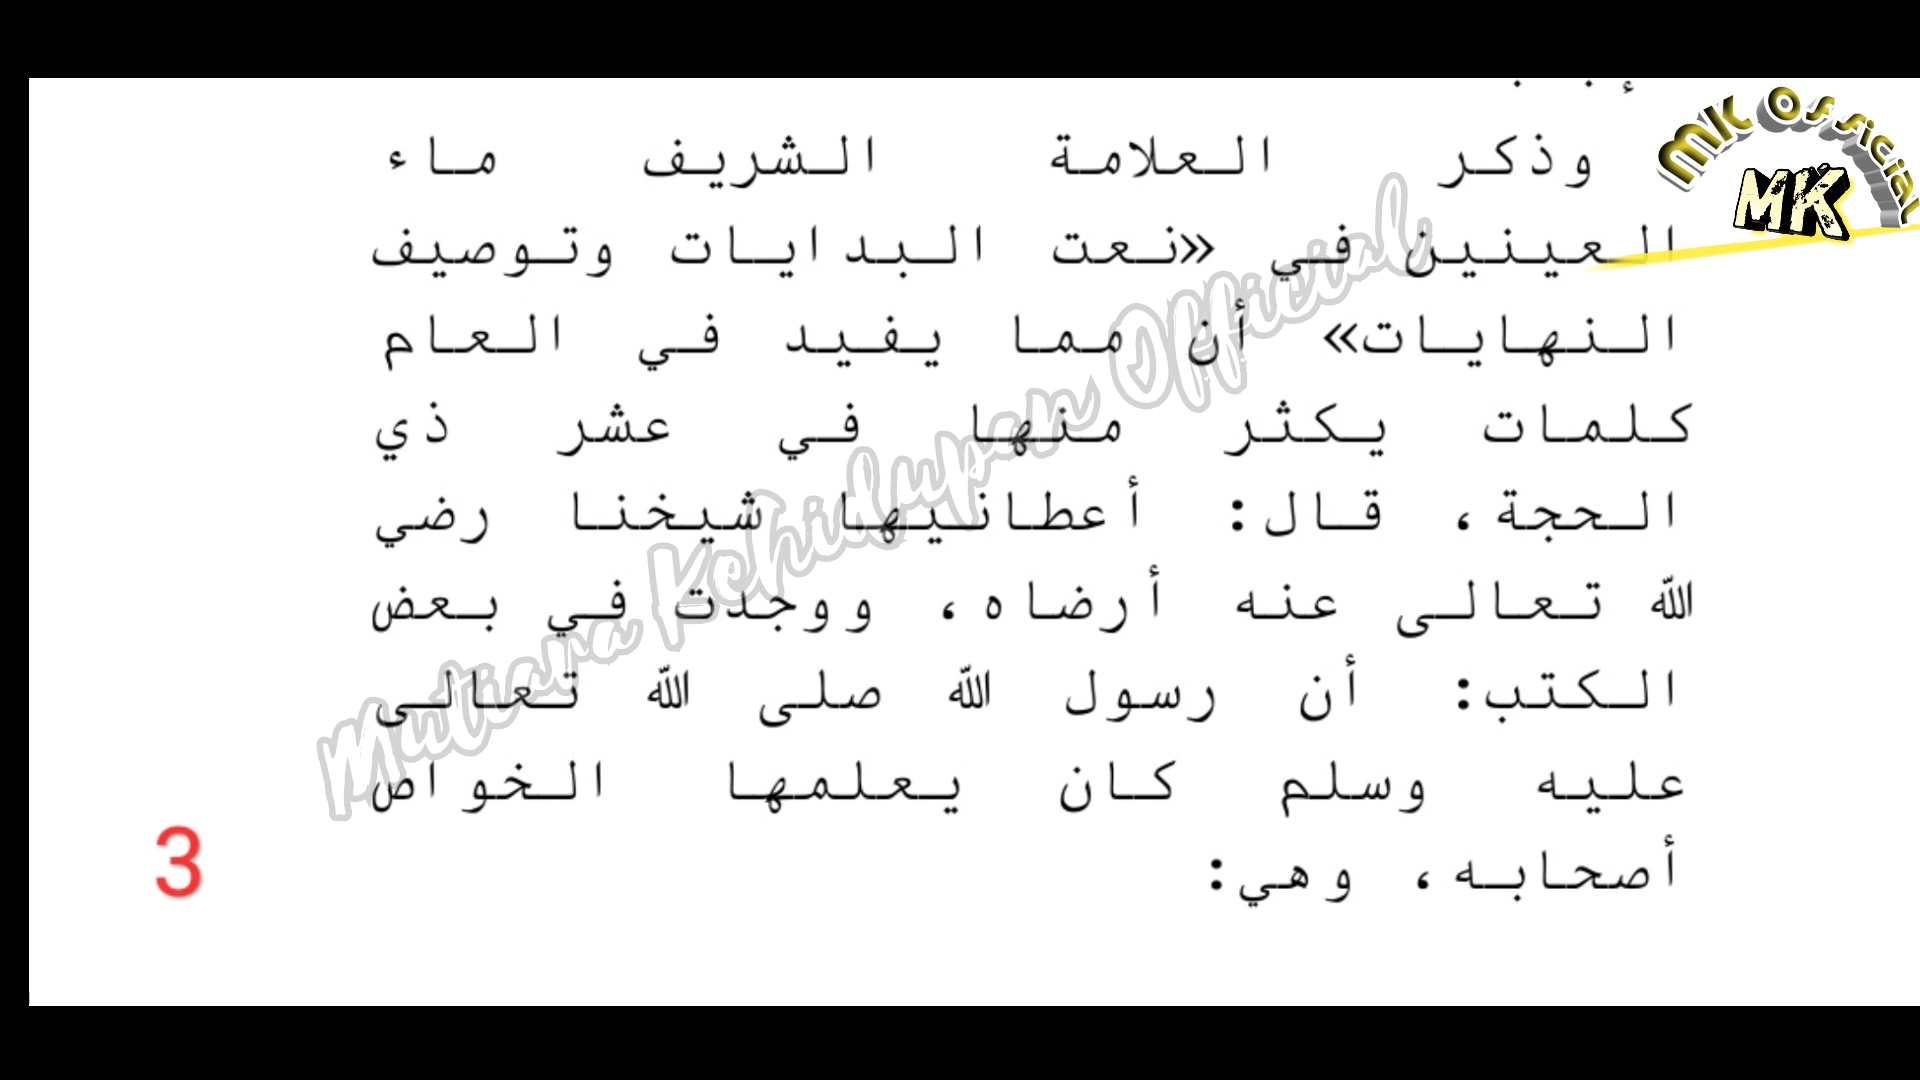 MK Official
MK
وذكر العلامة الشريف ماء
العينين في «نعت البدايات وتوصيف
النهايات» أن مما يفيد في العام
كلمات يكثر منها في عشر ذي
الحجة، قال: أعطانيها شيخنا رضي
الله تعالى عنه أرضاه، ووجدت في بعض
الكتب: أن رسول الله صلى الله تعالى
عليه وسلم كان يعلمها الخواص
أصحابه، وهي:
Mutiara Kehidupan Official
3